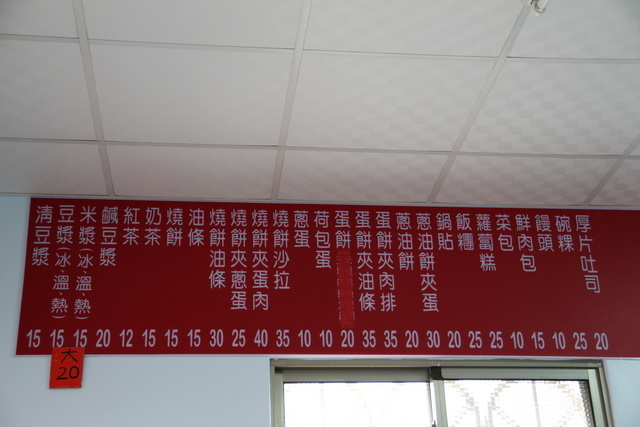 清豆漿
豆漿(冰、溫、熱)
米漿(冰、溫、熱)
鹹豆漿
紅茶
奶茶
燒餅
油條
燒餅油條
燒餅夾蔥蛋
燒餅夾蛋肉
燒餅沙拉
蔥蛋
荷包蛋
蛋餅
蛋餅夾油條
蛋餅夾肉排
蔥油餅
蔥油餅夾蛋
鍋貼
飯糰
蘿蔔糕
菜包
鮮肉包
饅頭
碗粿
厚片吐司
15 15 15 20 12 15 15 15 30 25 40 35 10 10 20 35 35 20 30 20 25 25 10 15 10 25 20
大
20